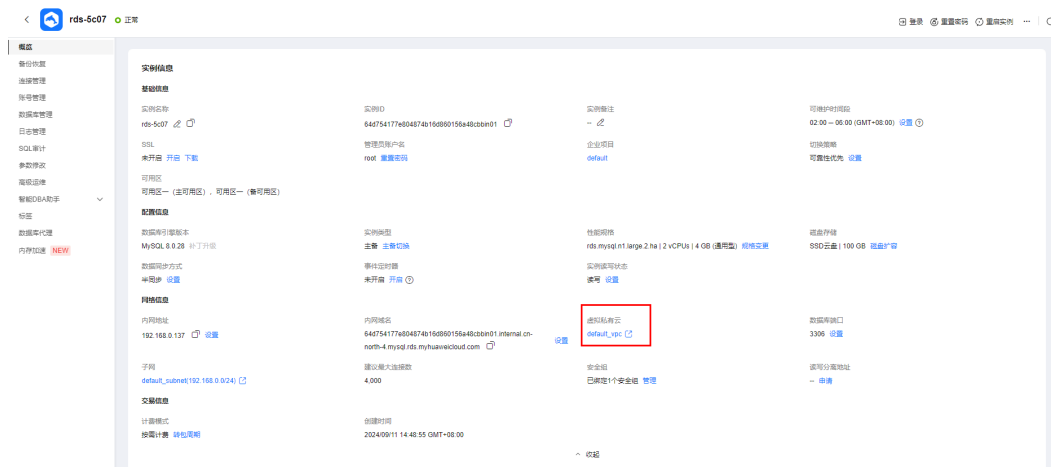 rds-5c07 正常
登录 重置密码 重启实例 ...
概览
备份恢复
连接管理
账号管理
数据库管理
日志管理
SQL审计
参数修改
高级运维
智能DBA助手
标签
数据库代理
内存加速 NEW
实例信息
基础信息
实例名称 实例ID 实例备注 可维护时间段
rds-5c07 64d754177e804874b16d860156a48cbbin01 -- 02:00 – 06:00 (GMT+08:00) 设置
SSL 管理员账户名 企业项目 切换策略
未开启 开启 下载 root 重置密码 default 可靠性优先 设置
可用区
可用区一（主可用区）, 可用区一（备可用区）
配置信息
数据库引擎版本 实例类型 性能规格 磁盘存储
MySQL 8.0.28 补丁升级 主备 主备切换 rds.mysql.n1.large.2.ha | 2 vCPUs | 4 GB (通用型) 规格变更 SSD云盘 | 100 GB 磁盘扩容
数据同步方式 事件定时器 实例读写状态
半同步 设置 未开启 开启 读写 设置
网络信息
内网地址 内网域名 虚拟私有云 数据库端口
192.168.0.137 设置 64d754177e804874b16d860156a48cbbin01.internal.cn-north-4.mysql.rds.myhuaweicloud.com 设置 default_vpc 3306 设置
子网 建议最大连接数 安全组 读写分离地址
default_subnet(192.168.0.0/24) 4,000 已绑定1个安全组 管理 -- 申请
交易信息
计费模式 创建时间
按需计费 转包周期 2024/09/11 14:48:55 GMT+08:00
收起